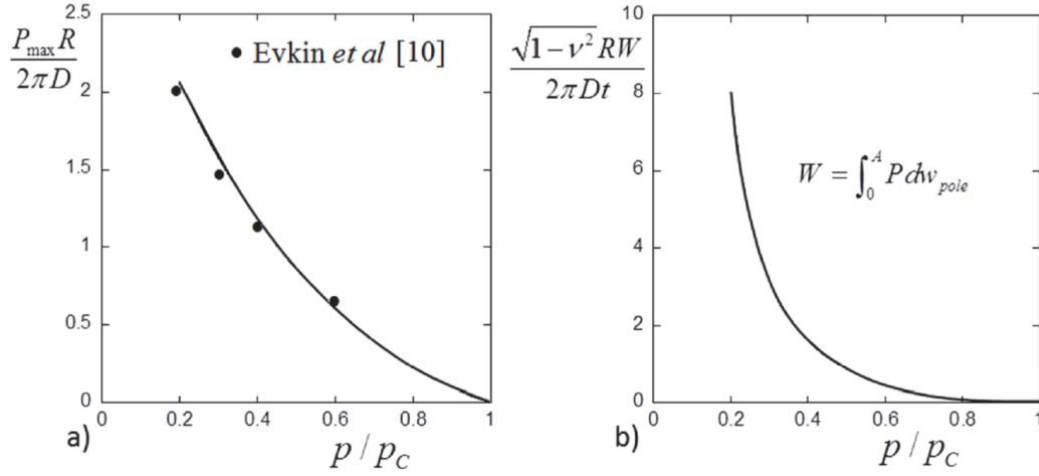 P_max R / 2πD
2.5
2
1.5
1
0.5
0
• Evkin et al [10]
0 0.2 0.4 0.6 0.8 1
a)
p / p_C
√(1−ν²) RW / 2πDt
10
8
6
4
2
0
W = ∫_0^A P dw_pole
0 0.2 0.4 0.6 0.8 1
b)
p / p_C